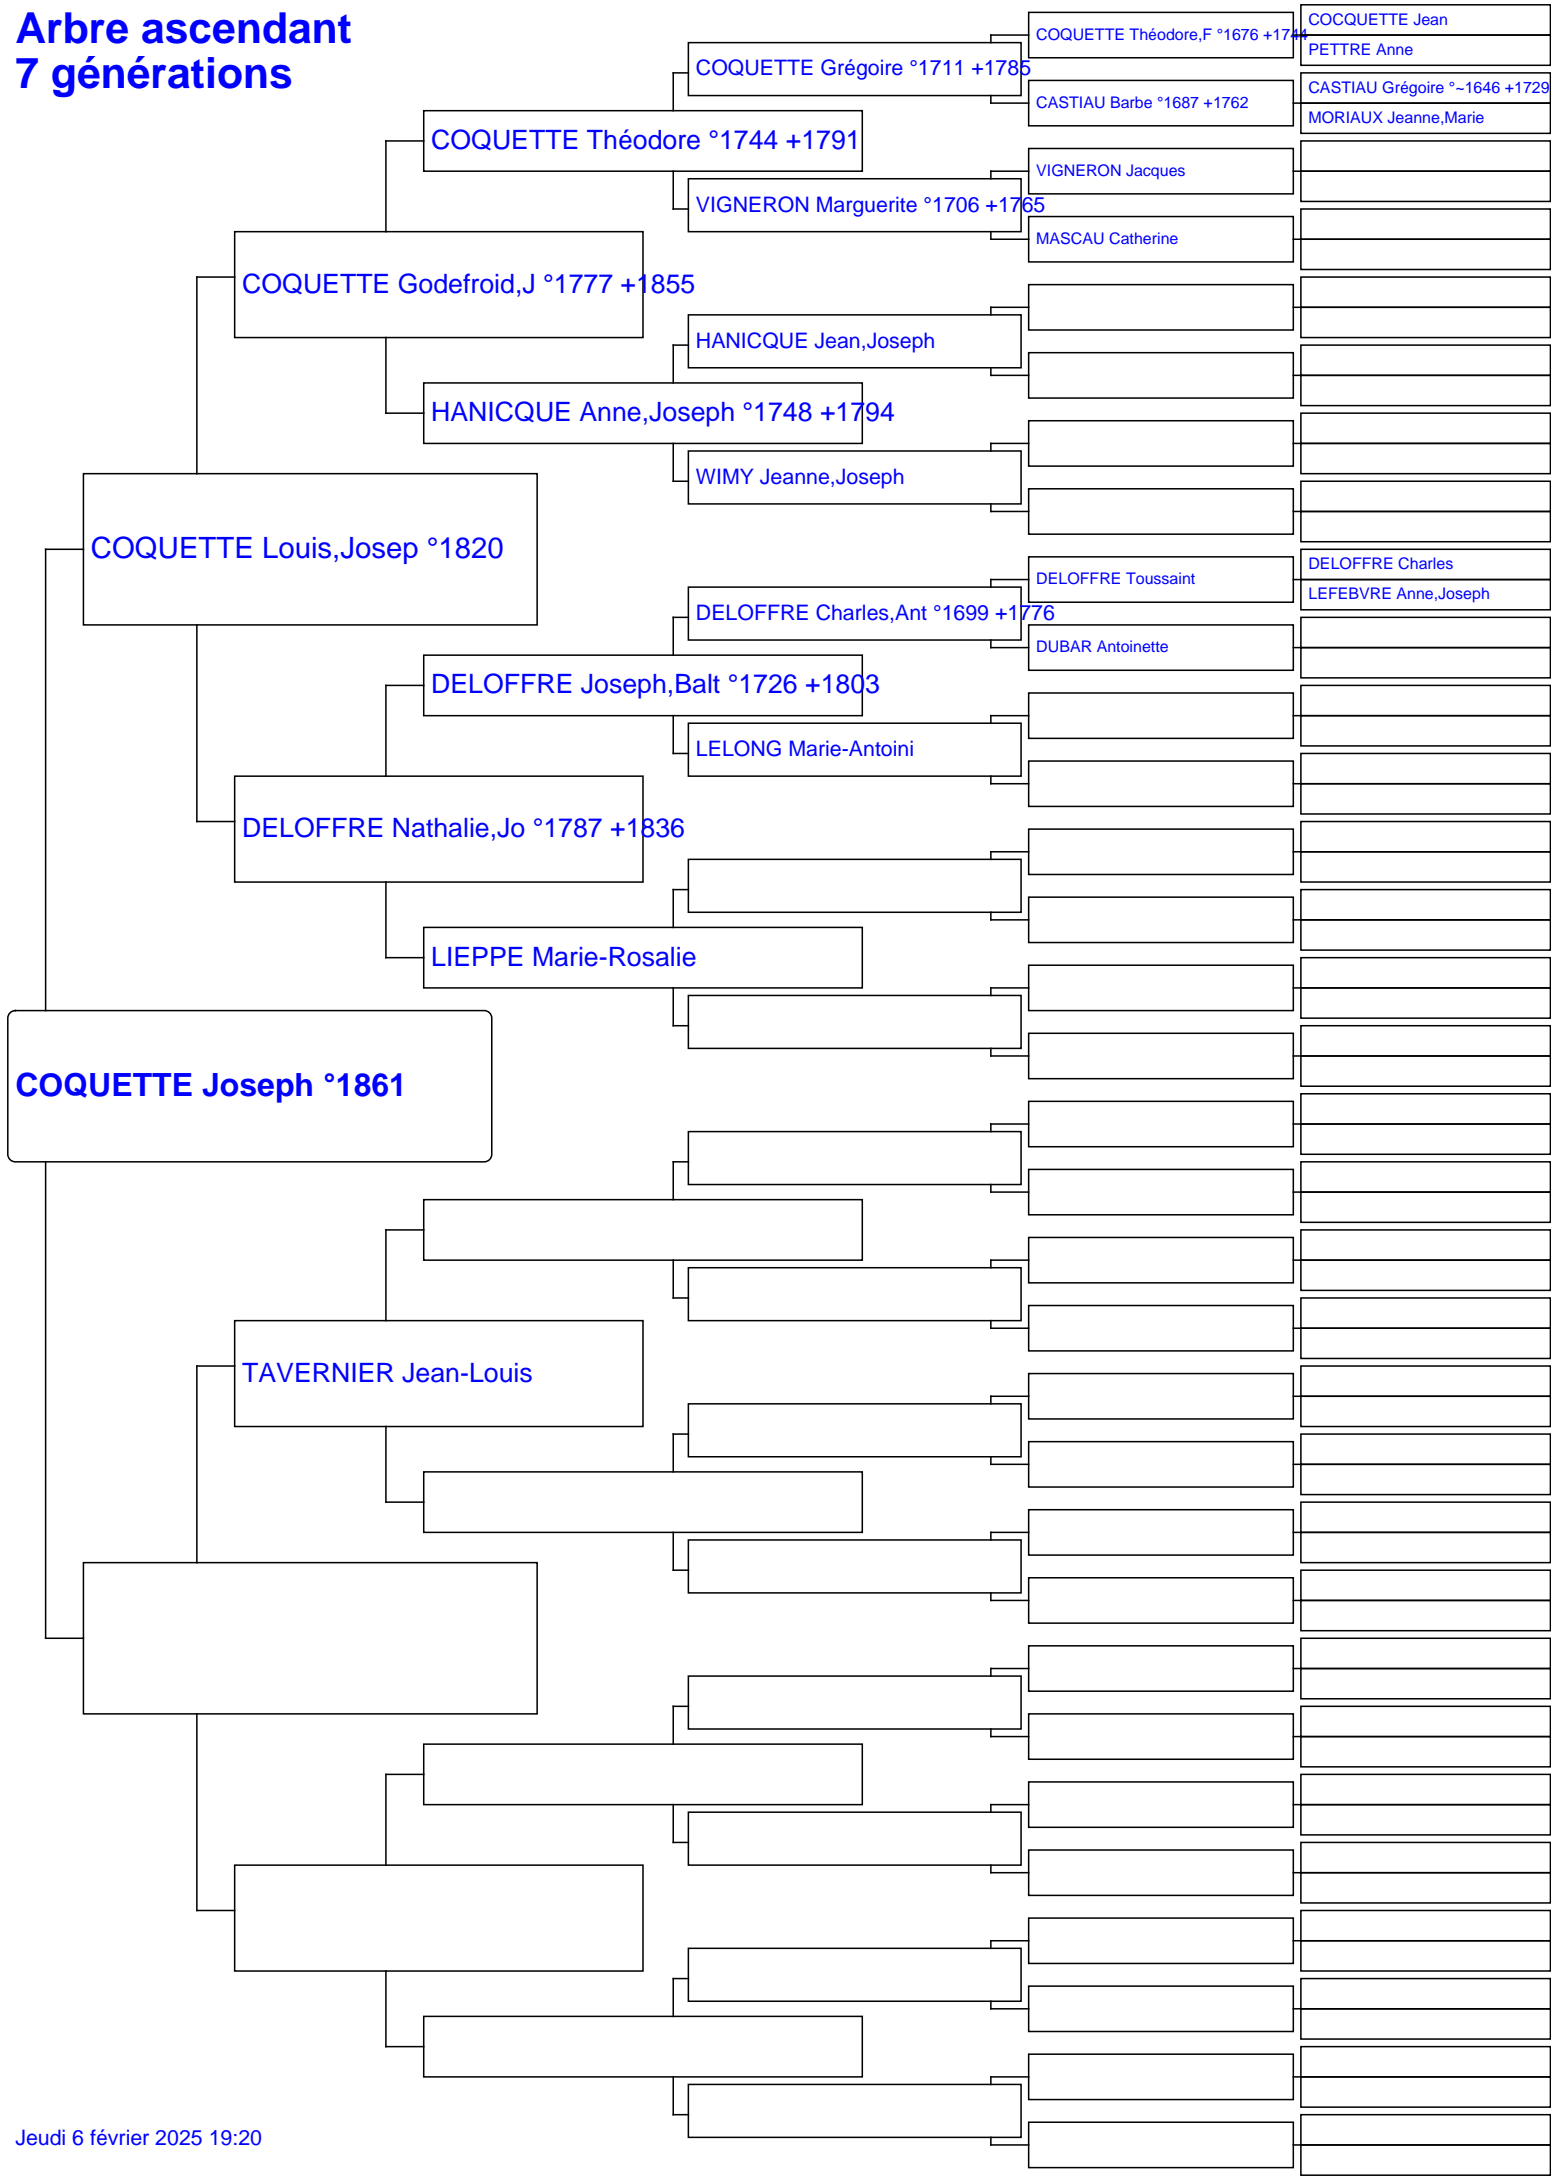 Arbre ascendant
7 générations
COCQUETTE Jean
COQUETTE Théodore,F °1676 +1744
PETTRE Anne
COQUETTE Grégoire °1711 +1785
CASTIAU Grégoire °~1646 +1729
CASTIAU Barbe °1687 +1762
MORIAUX Jeanne,Marie
COQUETTE Théodore °1744 +1791
VIGNERON Jacques
VIGNERON Marguerite °1706 +1765
MASCAU Catherine
COQUETTE Godefroid,J °1777 +1855
HANICQUE Jean,Joseph
HANICQUE Anne,Joseph °1748 +1794
WIMY Jeanne,Joseph
COQUETTE Louis,Josep °1820
DELOFFRE Charles
DELOFFRE Toussaint
LEFEBVRE Anne,Joseph
DELOFFRE Charles,Ant °1699 +1776
DUBAR Antoinette
DELOFFRE Joseph,Balt °1726 +1803
LELONG Marie-Antoini
DELOFFRE Nathalie,Jo °1787 +1836
LIEPPE Marie-Rosalie
COQUETTE Joseph °1861
TAVERNIER Jean-Louis
Jeudi 6 février 2025 19:20